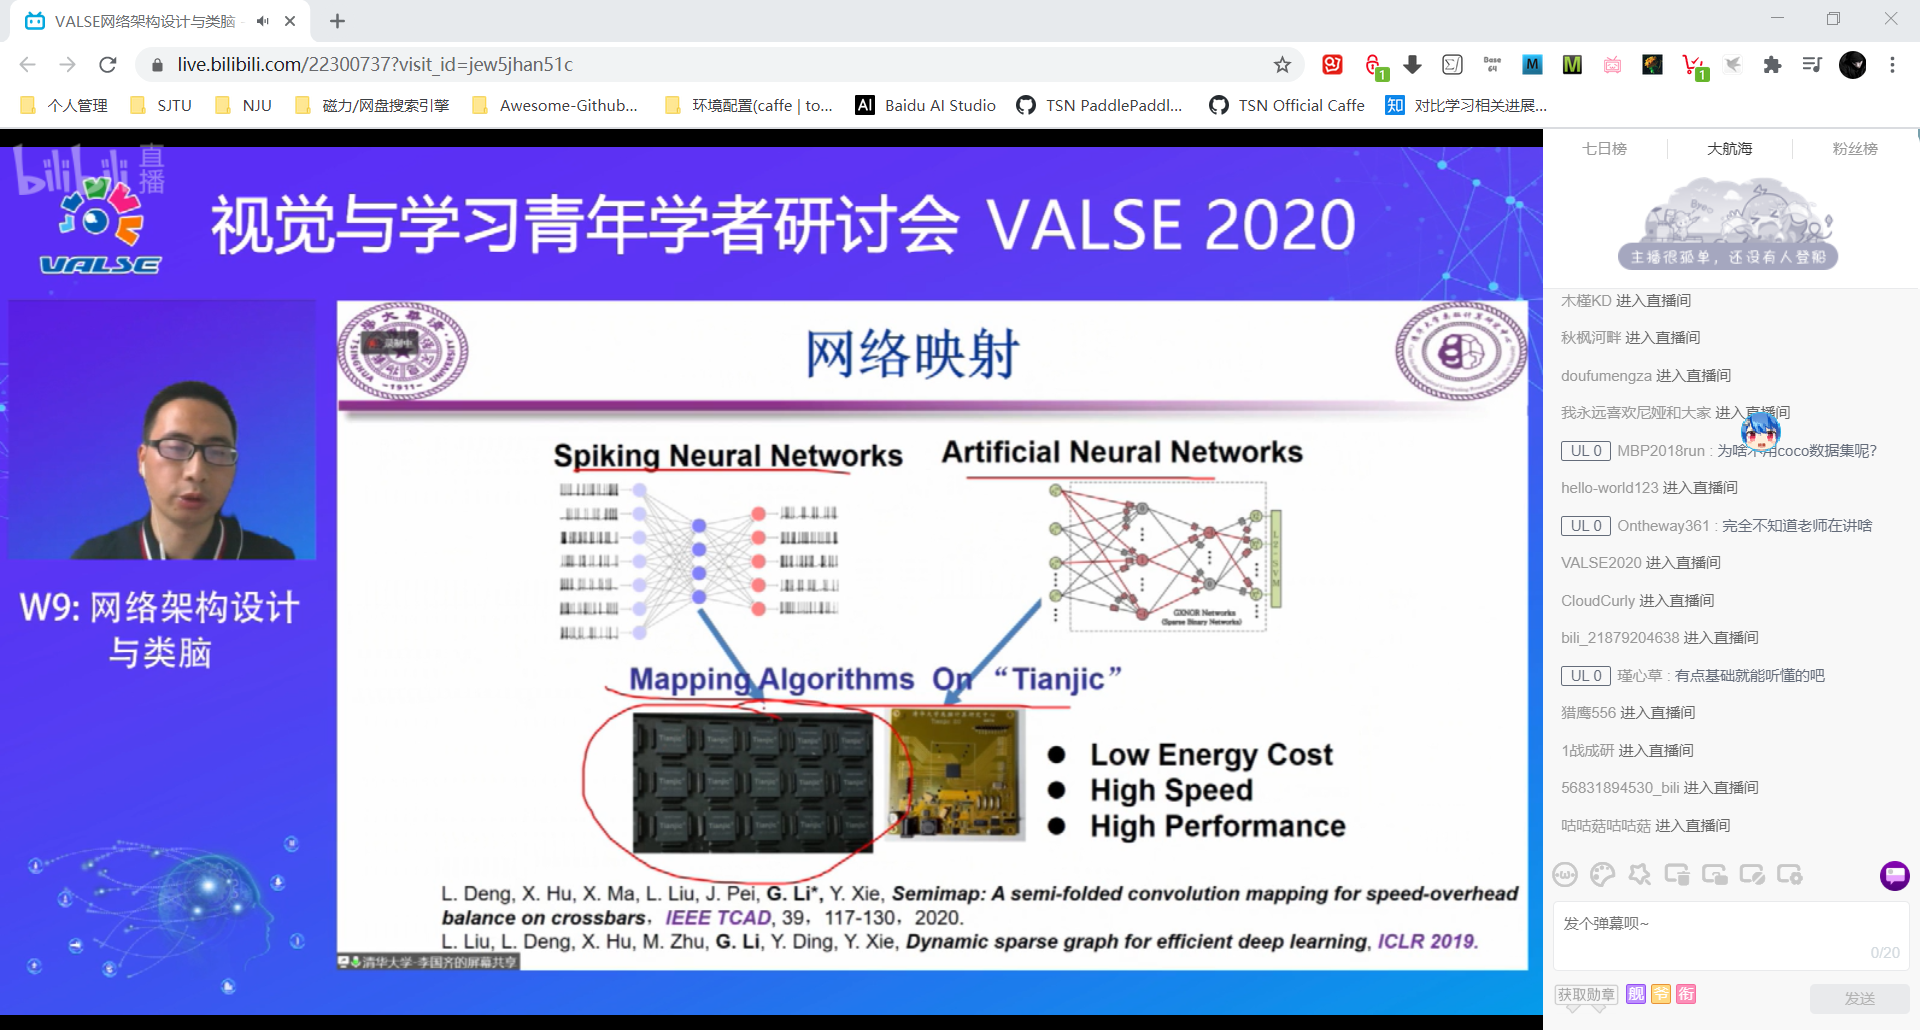 VALSE网络架构设计与类脑
live.bilibili.com/22300737?visit_id=jew5jhan51c
1
Base
64
M
M
1
个人管理
SJTU
NJU
磁力/网盘搜索引擎
Awesome-Github...
环境配置(caffe | to...
AI
Baidu AI Studio
TSN PaddlePaddl...
TSN Official Caffe
知
对比学习相关进展...
bilibili 直播
VALSE
视觉与学习青年学者研讨会 VALSE 2020
W9: 网络架构设计
与类脑
TSINGHUA UNIVERSITY
-1911-
网络映射
Spiking Neural Networks
Artificial Neural Networks
L2-SVM
GXNOR Networks
(Sparse Binary Networks)
Mapping Algorithms On “Tianjic”
Low Energy Cost
High Speed
High Performance
L. Deng, X. Hu, X. Ma, L. Liu, J. Pei, G. Li*, Y. Xie, Semimap: A semi-folded convolution mapping for speed-overhead
balance on crossbars，IEEE TCAD, 39，117-130，2020.
L. Liu, L. Deng, X. Hu, M. Zhu, G. Li, Y. Ding, Y. Xie, Dynamic sparse graph for efficient deep learning, ICLR 2019.
清华大学-李国齐的屏幕共享
七日榜
大航海
粉丝榜
主播很孤单，还没有人登船
木槿KD 进入直播间
秋枫河畔 进入直播间
doufumengza 进入直播间
我永远喜欢尼娅和大家 进入直播间
UL 0 MBP2018run : 为啥不用coco数据集呢?
hello-world123 进入直播间
UL 0 Ontheway361 : 完全不知道老师在讲啥
VALSE2020 进入直播间
CloudCurly 进入直播间
bili_21879204638 进入直播间
UL 0 瑾心草 : 有点基础就能听懂的吧
猎鹰556 进入直播间
1战成研 进入直播间
56831894530_bili 进入直播间
咕咕菇咕咕菇 进入直播间
发个弹幕呗~
0/20
获取勋章
舰
爷
衔
发送